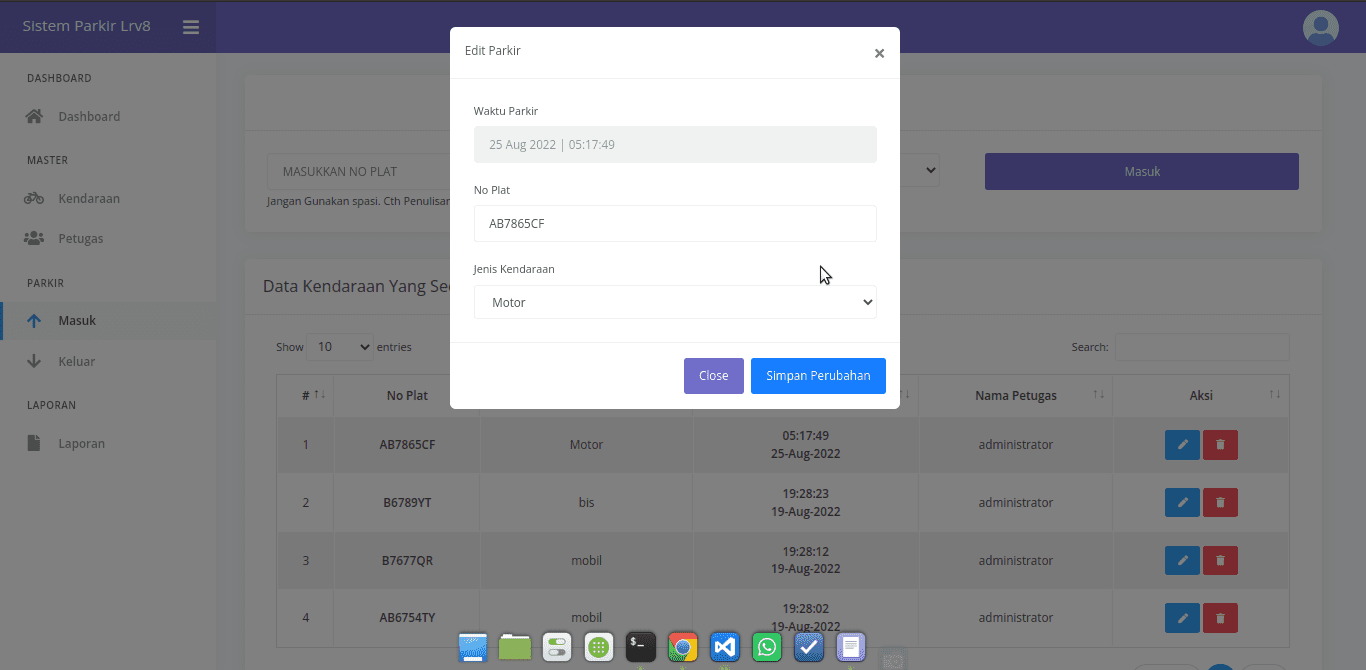 Sistem Parkir Lrv8
DASHBOARD
Dashboard
MASTER
Kendaraan
Petugas
PARKIR
Masuk
Keluar
LAPORAN
Laporan
Edit Parkir
×
Waktu Parkir
25 Aug 2022 | 05:17:49
No Plat
AB7865CF
Jenis Kendaraan
Motor
Close
Simpan Perubahan
MASUKKAN NO PLAT
Masuk
Jangan Gunakan spasi. Cth Penulisan
Data Kendaraan Yang
Show 10 entries
Search:
# No Plat Nama Petugas Aksi
1 AB7865CF Motor 05:17:49 administrator
25-Aug-2022
2 B6789YT bis 19:28:23 administrator
19-Aug-2022
3 B7677QR mobil 19:28:12 administrator
19-Aug-2022
4 AB6754TY mobil 19:28:02 administrator
19-Aug-2022